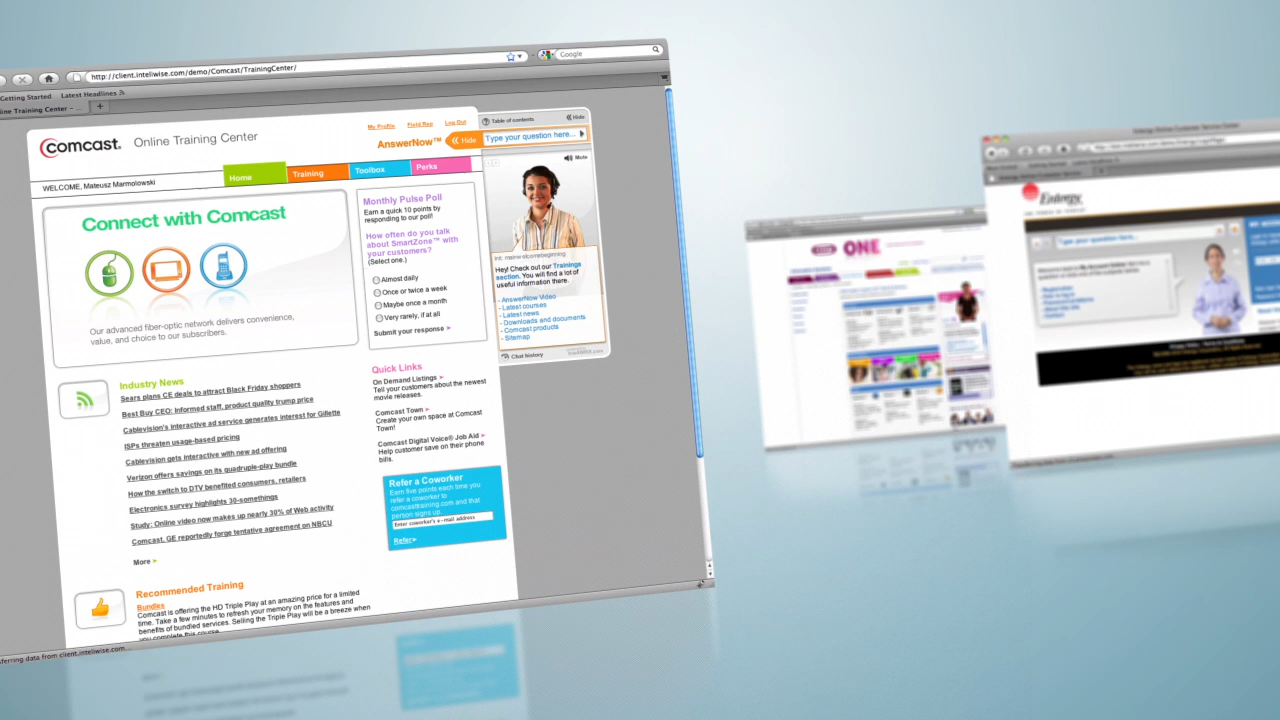 http://client.inteliwise.com/demo/Comcast/TrainingCenter/
Google
Getting Started
Latest Headlines
ine Training Center – ...
comcast.
Online Training Center
My Profile
Field Rep
Log Out
AnswerNow™
Hide
Table of contents
Hide
Type your question here...
WELCOME, Mateusz Marmolowski
Home
Training
Toolbox
Perks
Mute
Connect with Comcast
Our advanced fiber-optic network delivers convenience,
value, and choice to our subscribers.
Monthly Pulse Poll
Earn a quick 10 points by
responding to our poll!
How often do you talk
about SmartZone™ with
your customers?
(Select one.)
Almost daily
Once or twice a week
Maybe once a month
Very rarely, if at all
Submit your response
Hey! Check out our Trainings
section. You will find a lot of
useful information there.
- AnswerNow Video
- Latest courses
- Latest news
- Downloads and documents
- Comcast products
- Sitemap
Chat history
Industry News
Sears plans CE deals to attract Black Friday shoppers
Best Buy CEO: Informed staff, product quality trump price
Cablevision's interactive ad service generates interest for Gillette
ISPs threaten usage-based pricing
Cablevision gets interactive with new ad offering
Verizon offers savings on its quadruple-play bundle
How the switch to DTV benefited consumers, retailers
Electronics survey highlights 30-somethings
Study: Online video now makes up nearly 30% of Web activity
Comcast, GE reportedly forge tentative agreement on NBCU
More
Quick Links
On Demand Listings
Tell your customers about the newest
movie releases.
Comcast Town
Create your own space at Comcast
Town!
Comcast Digital Voice® Job Aid
Help customer save on their phone
bills.
Refer a Coworker
Earn five points each time you
refer a coworker to
comcasttraining.com and that
person signs up.
Enter coworker's e-mail address
Refer
Recommended Training
Bundles
Comcast is offering the HD Triple Play at an amazing price for a limited
time. Take a few minutes to refresh your memory on the features and
benefits of bundled services. Selling the Triple Play will be a breeze when
you complete this course.
sferring data from client.inteliwise.com...
ONE
Entergy
Type your question here...